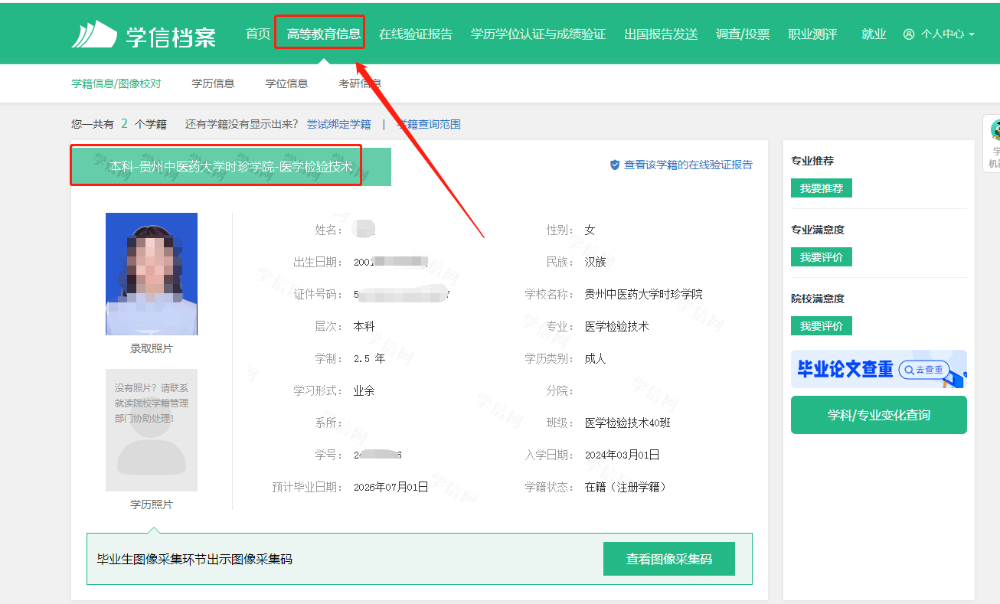 学信档案 首页 高等教育信息 在线验证报告 学历学位认证与成绩验证 出国报告发送 调查/投票 职业测评 就业 个人中心
学籍信息/图像校对 学历信息 学位信息 考研信息
您一共有 2 个学籍 还有学籍没有显示出来? 尝试绑定学籍 | 学籍查询范围
本科-贵州中医药大学时珍学院-医学检验技术
查看该学籍的在线验证报告
录取照片
没有照片？请联系
就读院校学籍管理
部门协助处理!
学历照片
姓名：
性别： 女
出生日期： 2001
民族： 汉族
证件号码： 5
学校名称： 贵州中医药大学时珍学院
层次： 本科
专业： 医学检验技术
学制： 2.5 年
学历类别： 成人
学习形式： 业余
分院：
系所：
班级： 医学检验技术40班
学号： 2
入学日期： 2024年03月01日
预计毕业日期： 2026年07月01日
学籍状态： 在籍（注册学籍）
毕业生图像采集环节出示图像采集码
查看图像采集码
专业推荐
我要推荐
专业满意度
我要评价
院校满意度
我要评价
毕业论文查重 去查重
学科/专业变化查询
学信网